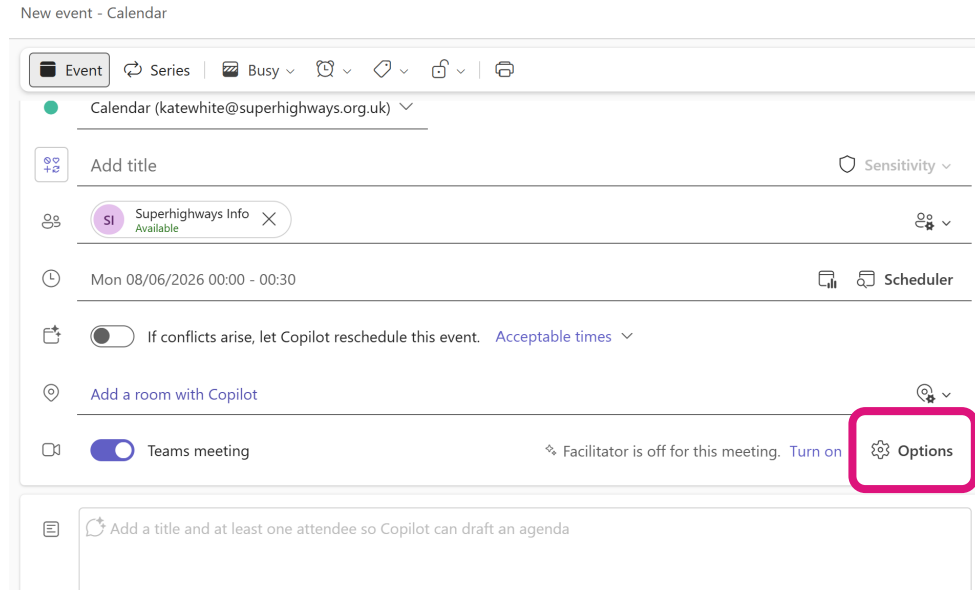 New event - Calendar
Event Series Busy
Calendar (katewhite@superhighways.org.uk)
Add title Sensitivity
SI Superhighways Info
Available
Mon 08/06/2026 00:00 - 00:30 Scheduler
If conflicts arise, let Copilot reschedule this event. Acceptable times
Add a room with Copilot
Teams meeting Facilitator is off for this meeting. Turn on Options
Add a title and at least one attendee so Copilot can draft an agenda